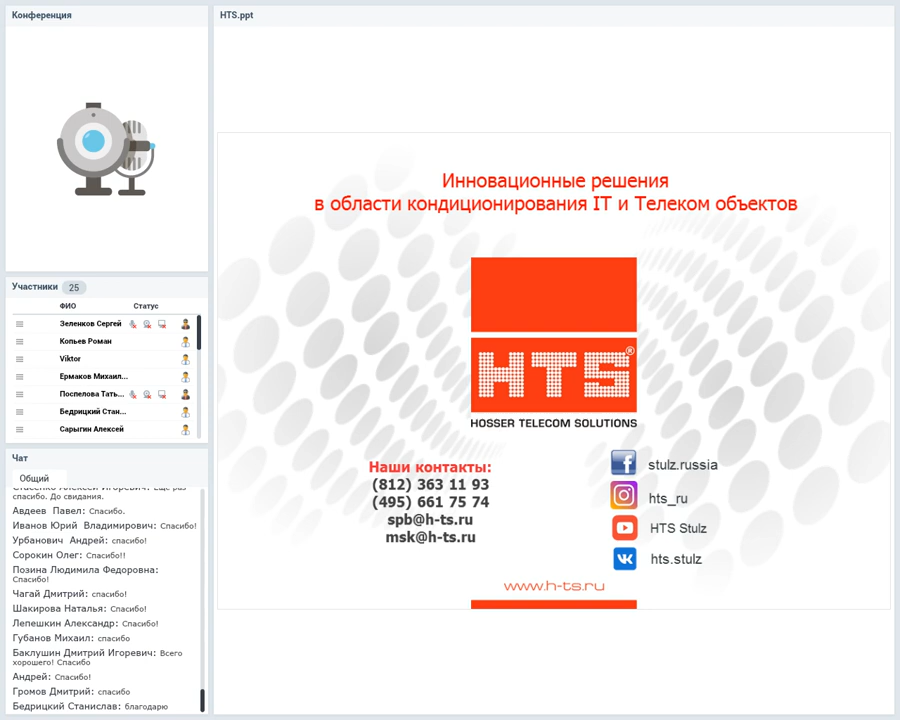 Конференция
HTS.ppt
Участники 25
ФИО Статус
Зеленков Сергей
Копьев Роман
Viktor
Ермаков Михаил...
Поспелова Тать...
Бедрицкий Стан...
Сарыгин Алексей
Чат
Общий
спасибо. До свидания.
Авдеев Павел: Спасибо.
Иванов Юрий Владимирович: Спасибо!
Урбанович Андрей: спасибо!
Сорокин Олег: Спасибо!!
Позина Людмила Федоровна:
Спасибо!
Чагай Дмитрий: спасибо!
Шакирова Наталья: Спасибо!
Лепешкин Александр: Спасибо!
Губанов Михаил: спасибо
Баклушин Дмитрий Игоревич: Всего
хорошего! Спасибо
Андрей: Спасибо!
Громов Дмитрий: спасибо
Бедрицкий Станислав: благодарю
Инновационные решения
в области кондиционирования IT и Телеком объектов
HTS®
HOSSER TELECOM SOLUTIONS
Наши контакты:
(812) 363 11 93
(495) 661 75 74
spb@h-ts.ru
msk@h-ts.ru
stulz.russia
hts_ru
HTS Stulz
hts.stulz
www.h-ts.ru